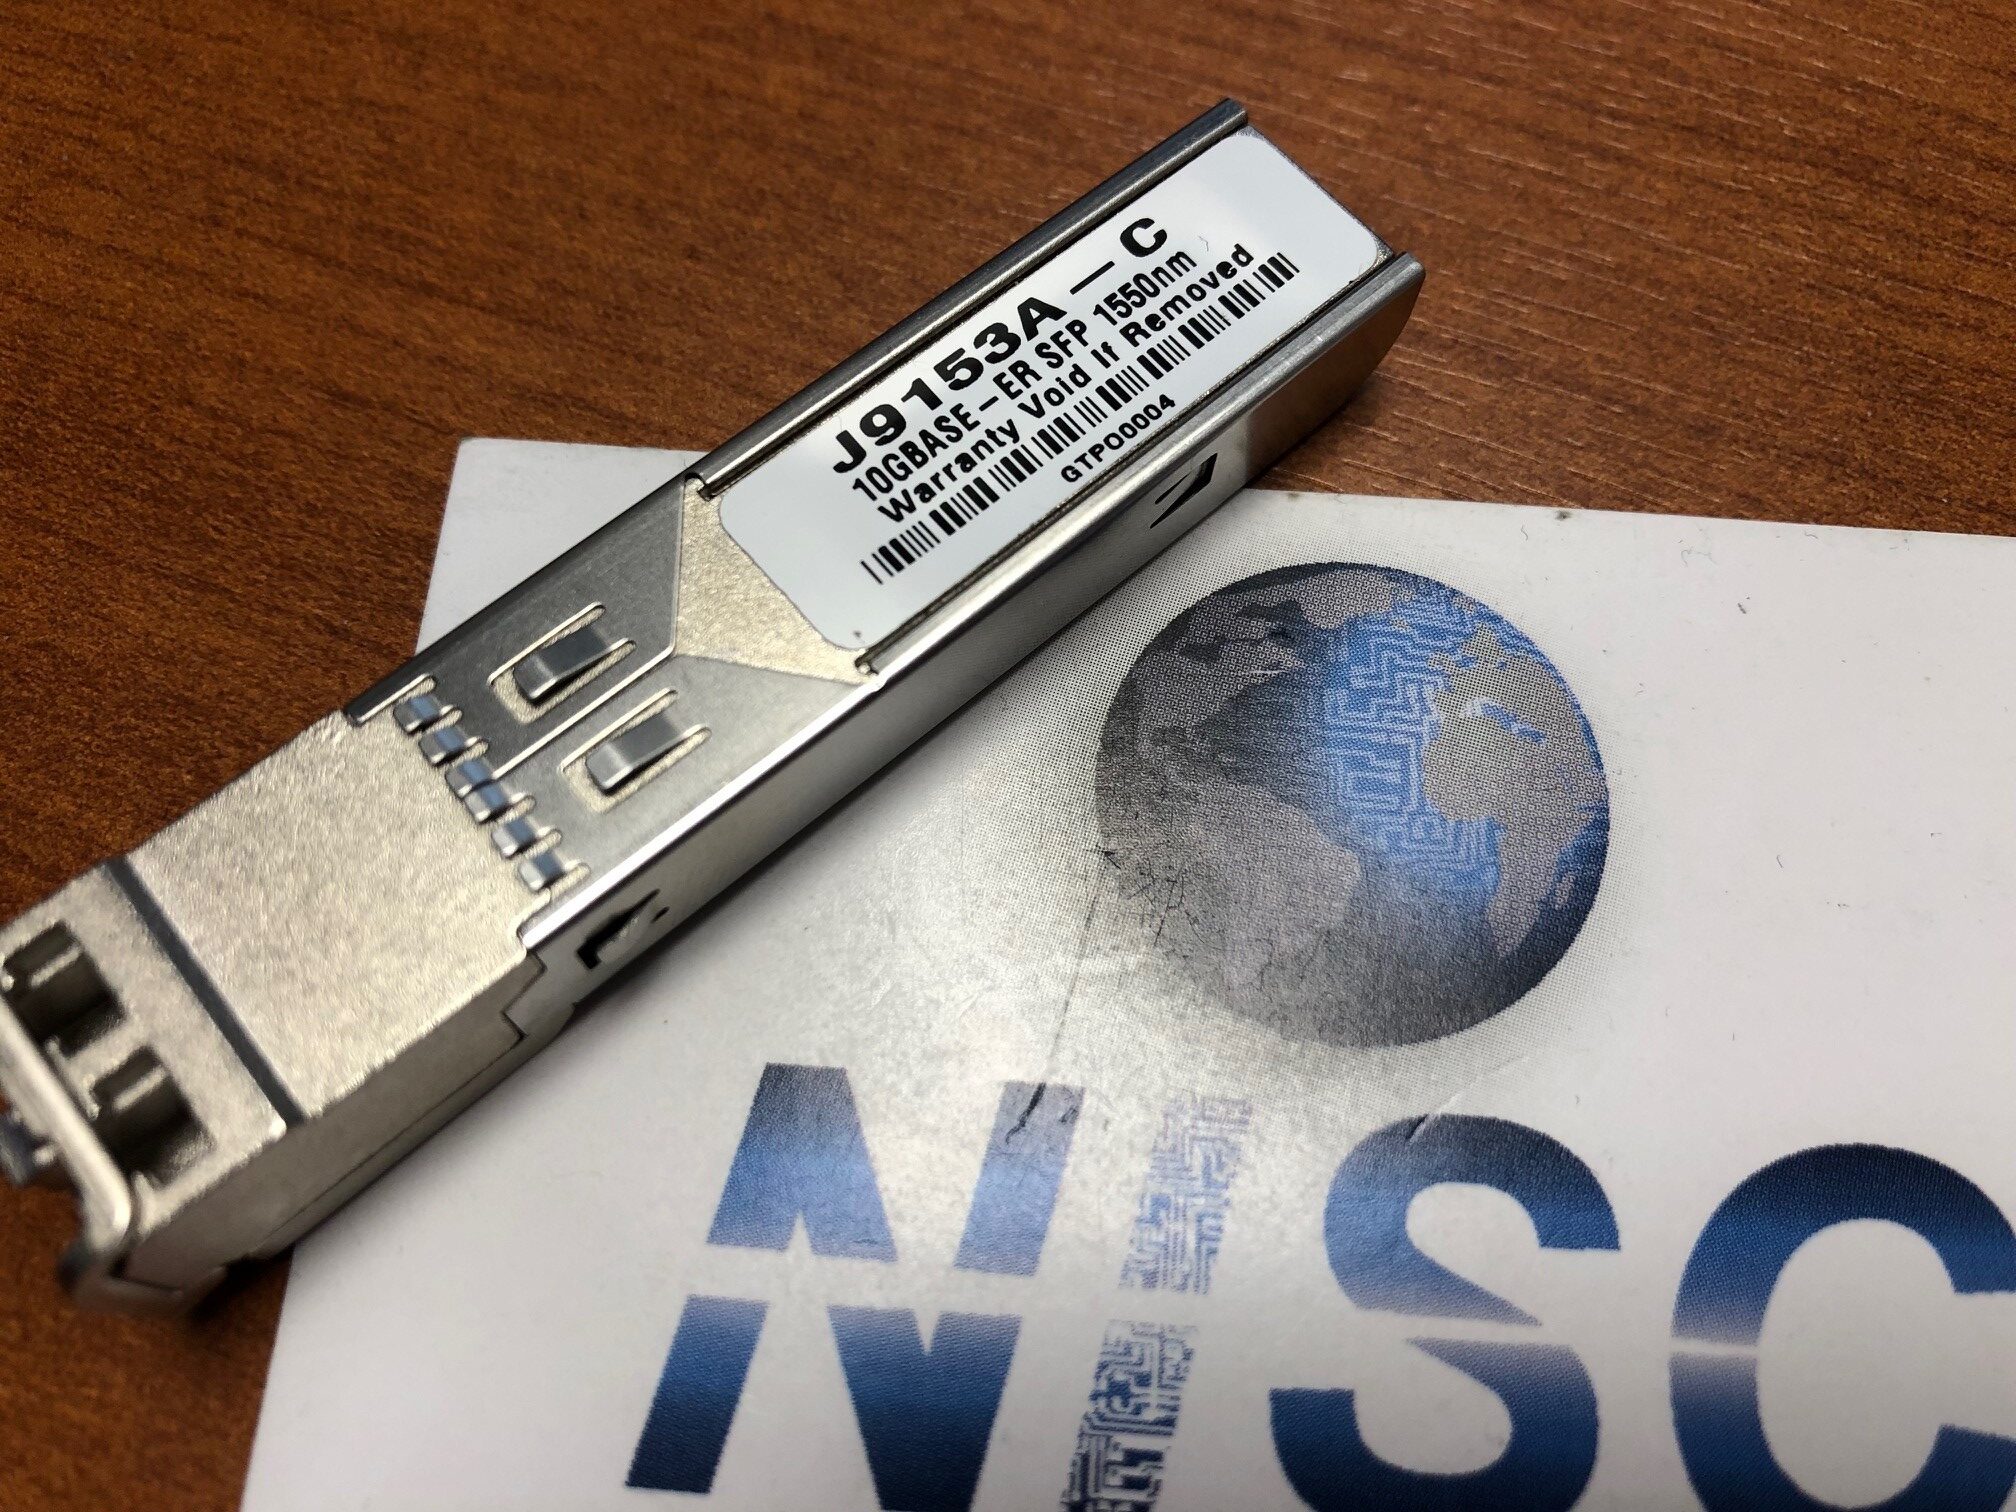 J9153A-C
10GBASE-ER SFP 1550nm
Warranty Void If Removed
GTPO0004
NISC